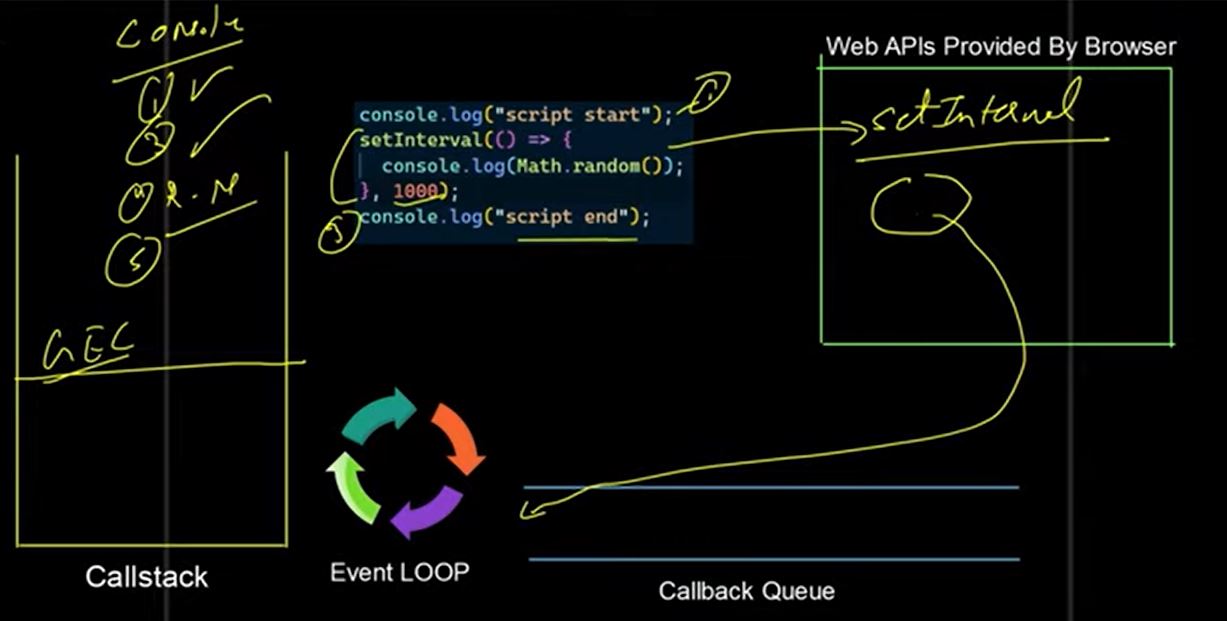 Console
①
②
④ R.N
⑤
GEC
Callstack
console.log("script start"); ①
setInterval(() => {
console.log(Math.random());
}, 1000);
③ console.log("script end");
Event LOOP
Web APIs Provided By Browser
setInterval
Callback Queue